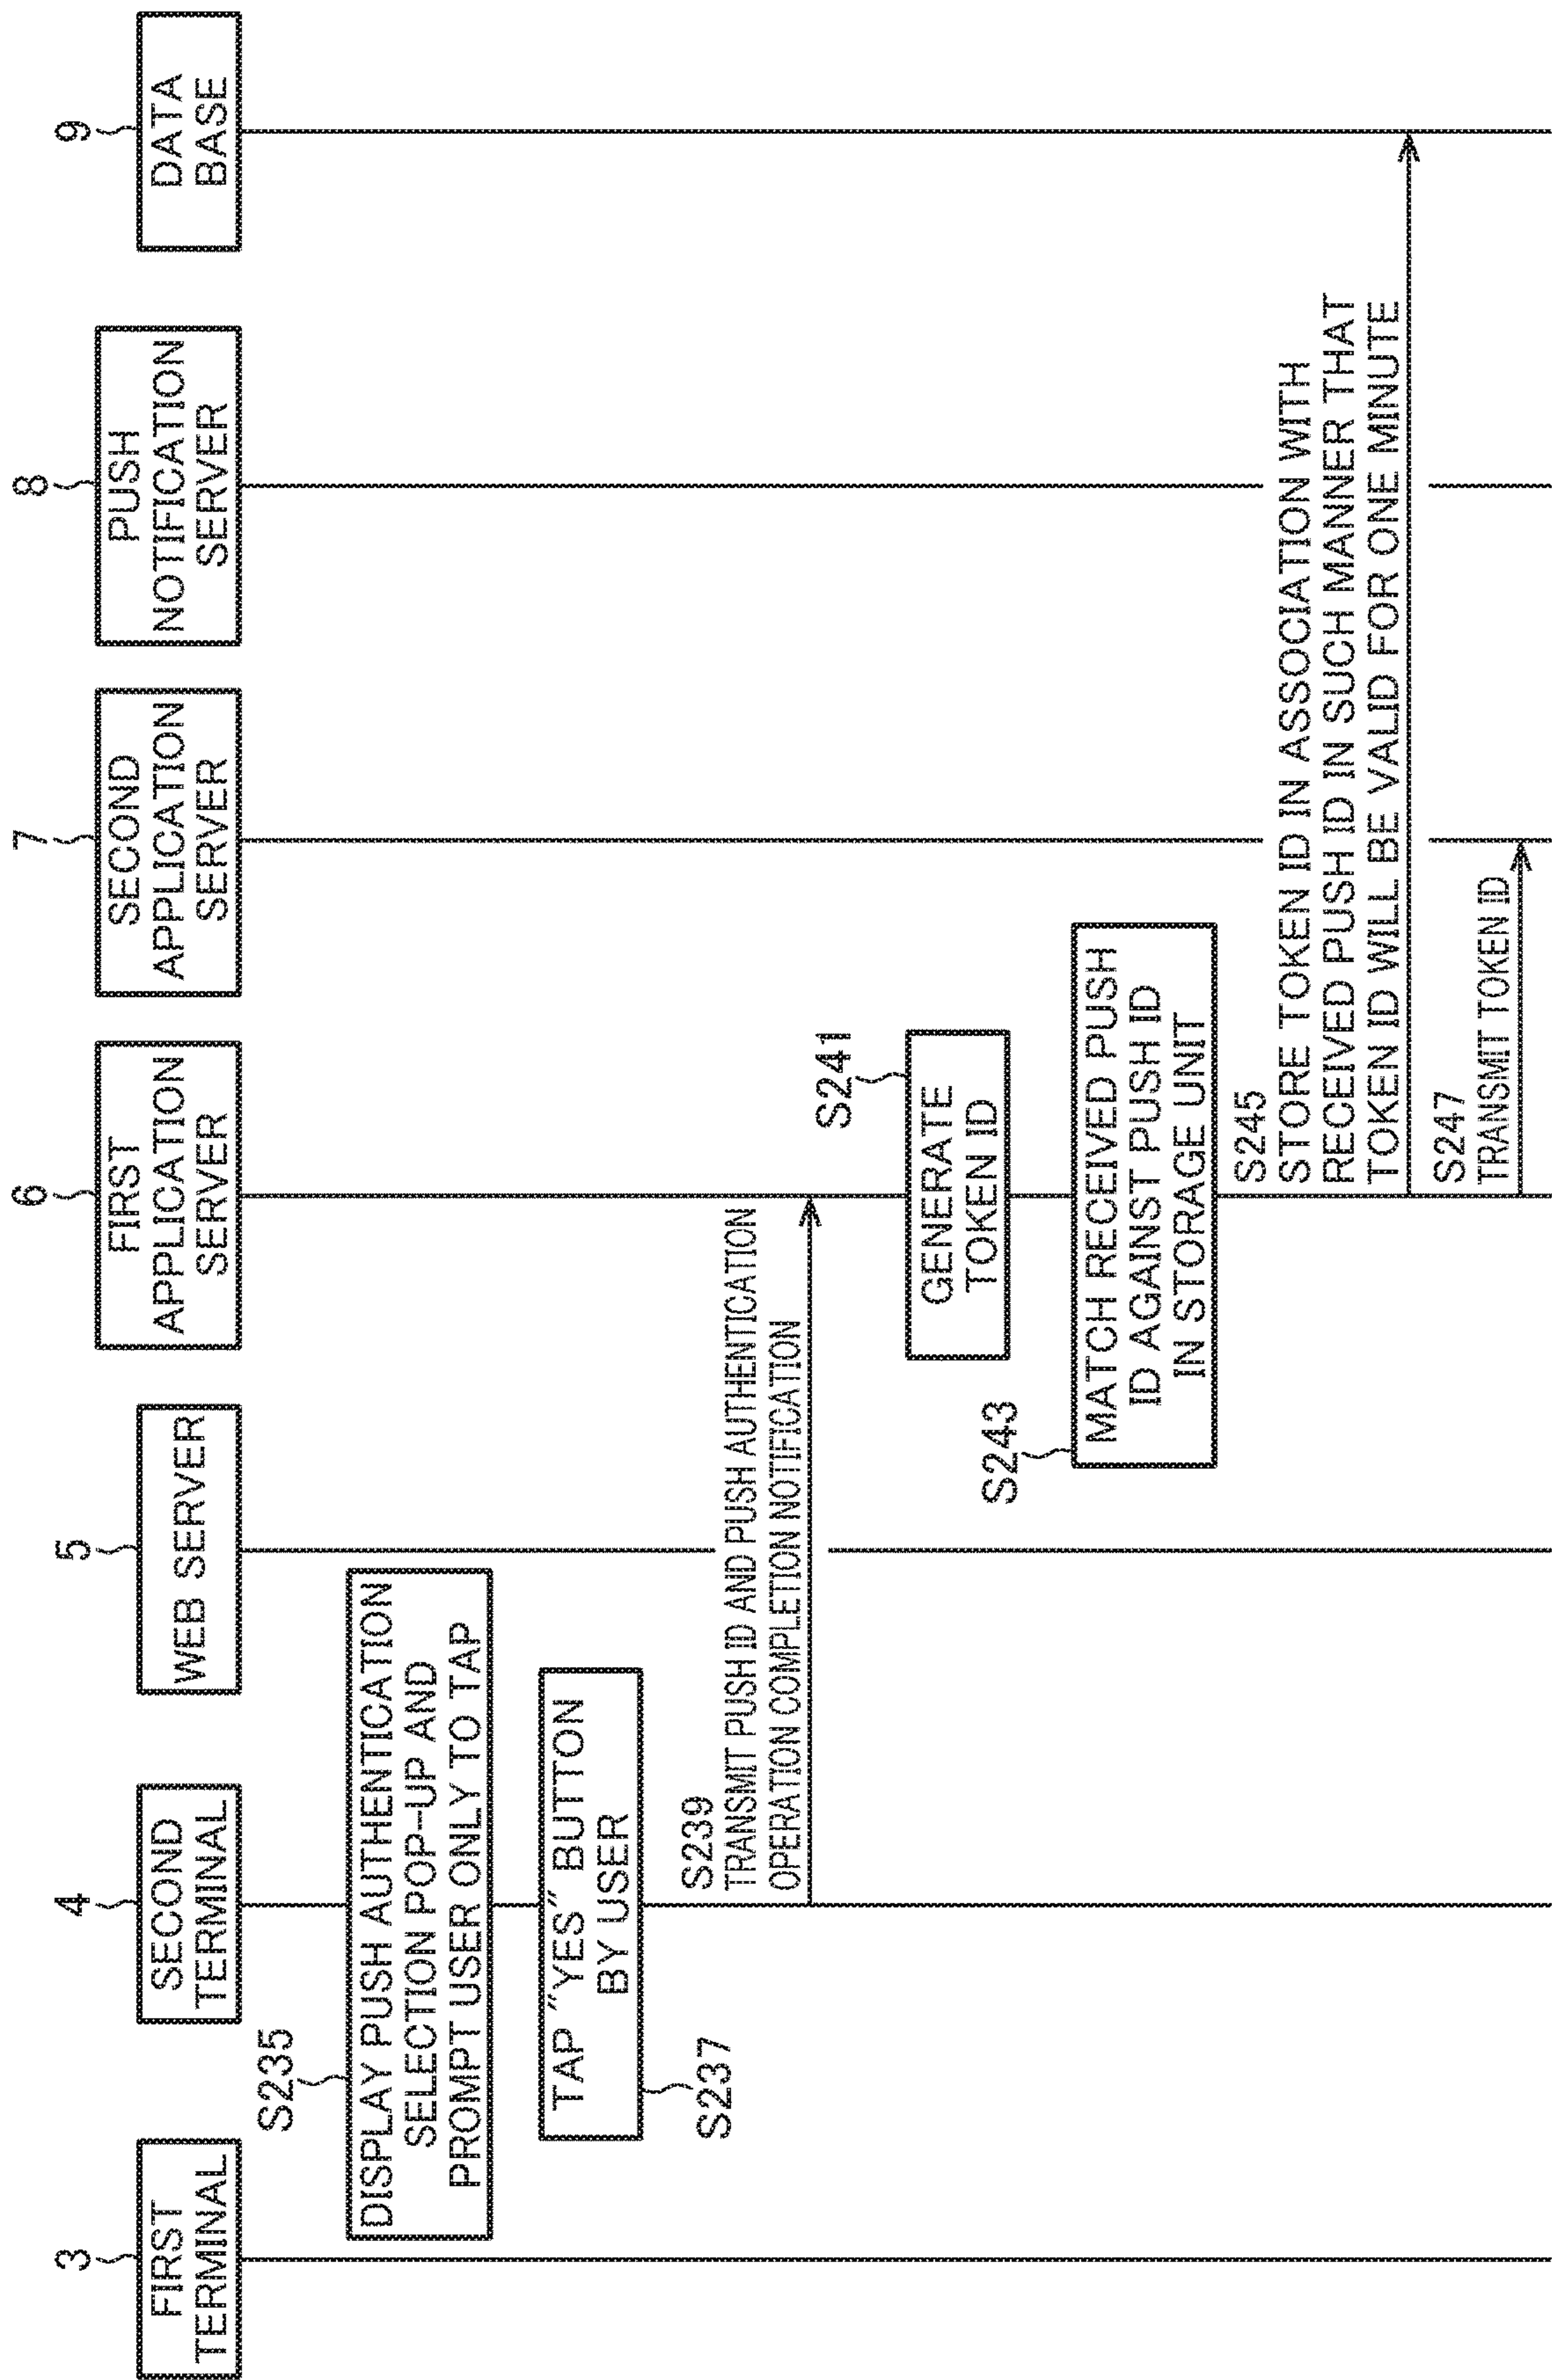 3
FIRST
TERMINAL
4
SECOND
TERMINAL
5
WEB SERVER
6
FIRST
APPLICATION
SERVER
7
SECOND
APPLICATION
SERVER
8
PUSH
NOTIFICATION
SERVER
9
DATA
BASE
S235
DISPLAY PUSH AUTHENTICATION
SELECTION POP-UP AND
PROMPT USER ONLY TO TAP
TAP "YES" BUTTON
BY USER
S237
S239
TRANSMIT PUSH ID AND PUSH AUTHENTICATION
OPERATION COMPLETION NOTIFICATION
S241
GENERATE
TOKEN ID
S243
MATCH RECEIVED PUSH
ID AGAINST PUSH ID
IN STORAGE UNIT
S245
STORE TOKEN ID IN ASSOCIATION WITH
RECEIVED PUSH ID IN SUCH MANNER THAT
TOKEN ID WILL BE VALID FOR ONE MINUTE
S247
TRANSMIT TOKEN ID